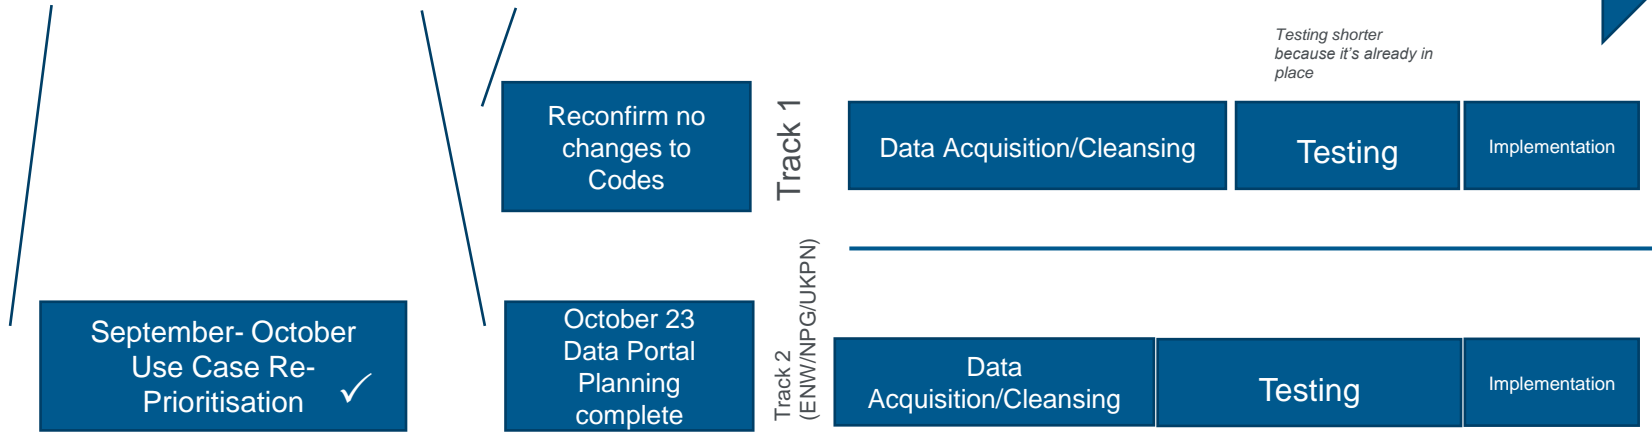 Testing shorter
because it's already in
place
Reconfirm no
changes to
Codes
Track 1
Data Acquisition/Cleansing
Testing
Implementation
September- October
Use Case Re-
Prioritisation ✓
October 23
Data Portal
Planning
complete
Track 2
(ENW/NPG/UKPN)
Data
Acquisition/Cleansing
Testing
Implementation